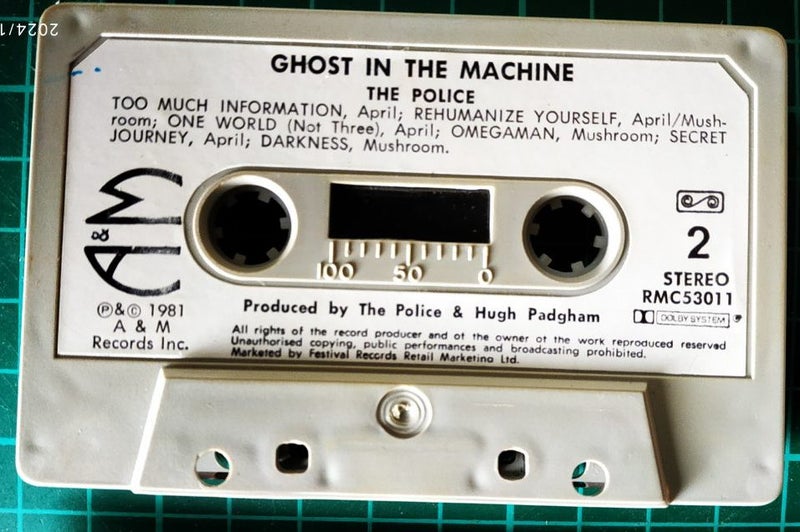 GHOST IN THE MACHINE
THE POLICE
TOO MUCH INFORMATION, April; REHUMANIZE YOURSELF, April/Mush-
room; ONE WORLD (Not Three), April; OMEGAMAN, Mushroom; SECRET
JOURNEY, April; DARKNESS, Mushroom.
A&M
100 50 0
2
STEREO
RMC53011
DOLBY SYSTEM
℗&© 1981
A & M
Records Inc.
Produced by The Police & Hugh Padgham
All rights of the record producer and of the owner of the work reproduced reserved
Unauthorised copying, public performances and broadcasting prohibited.
Marketed by Festival Records Retail Marketing Ltd.
2024/1